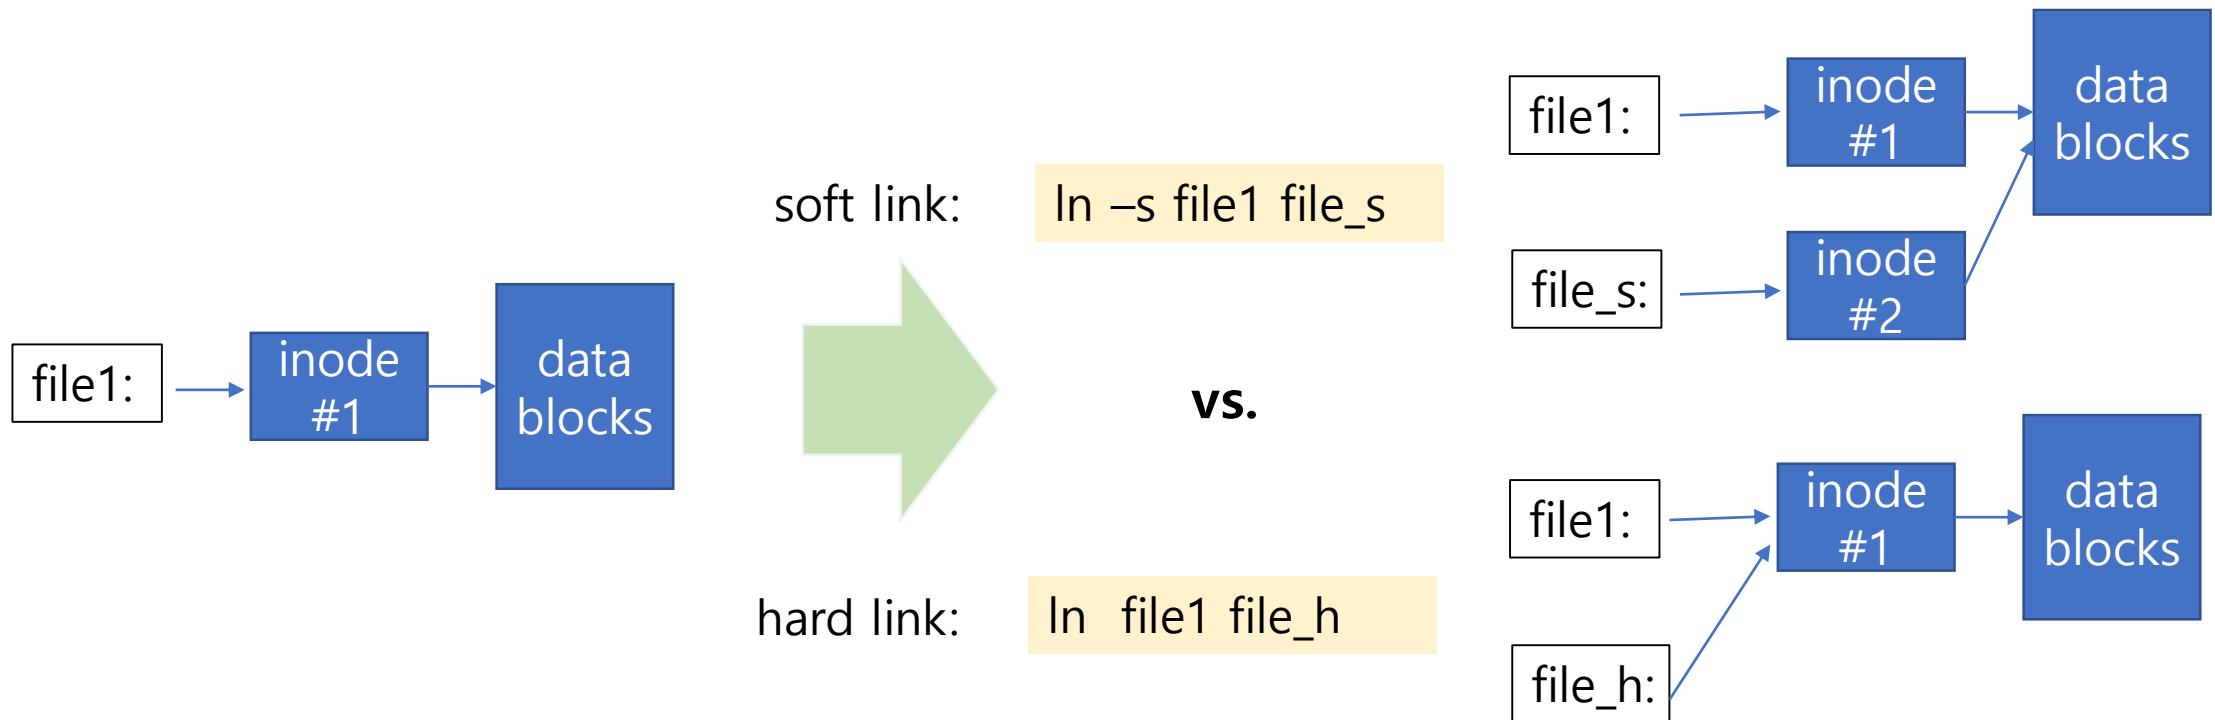 file1:
inode
#1
data
blocks
soft link:
ln –s file1 file_s
vs.
hard link:
ln file1 file_h
file1:
inode
#1
data
blocks
file_s:
inode
#2
file1:
inode
#1
data
blocks
file_h: